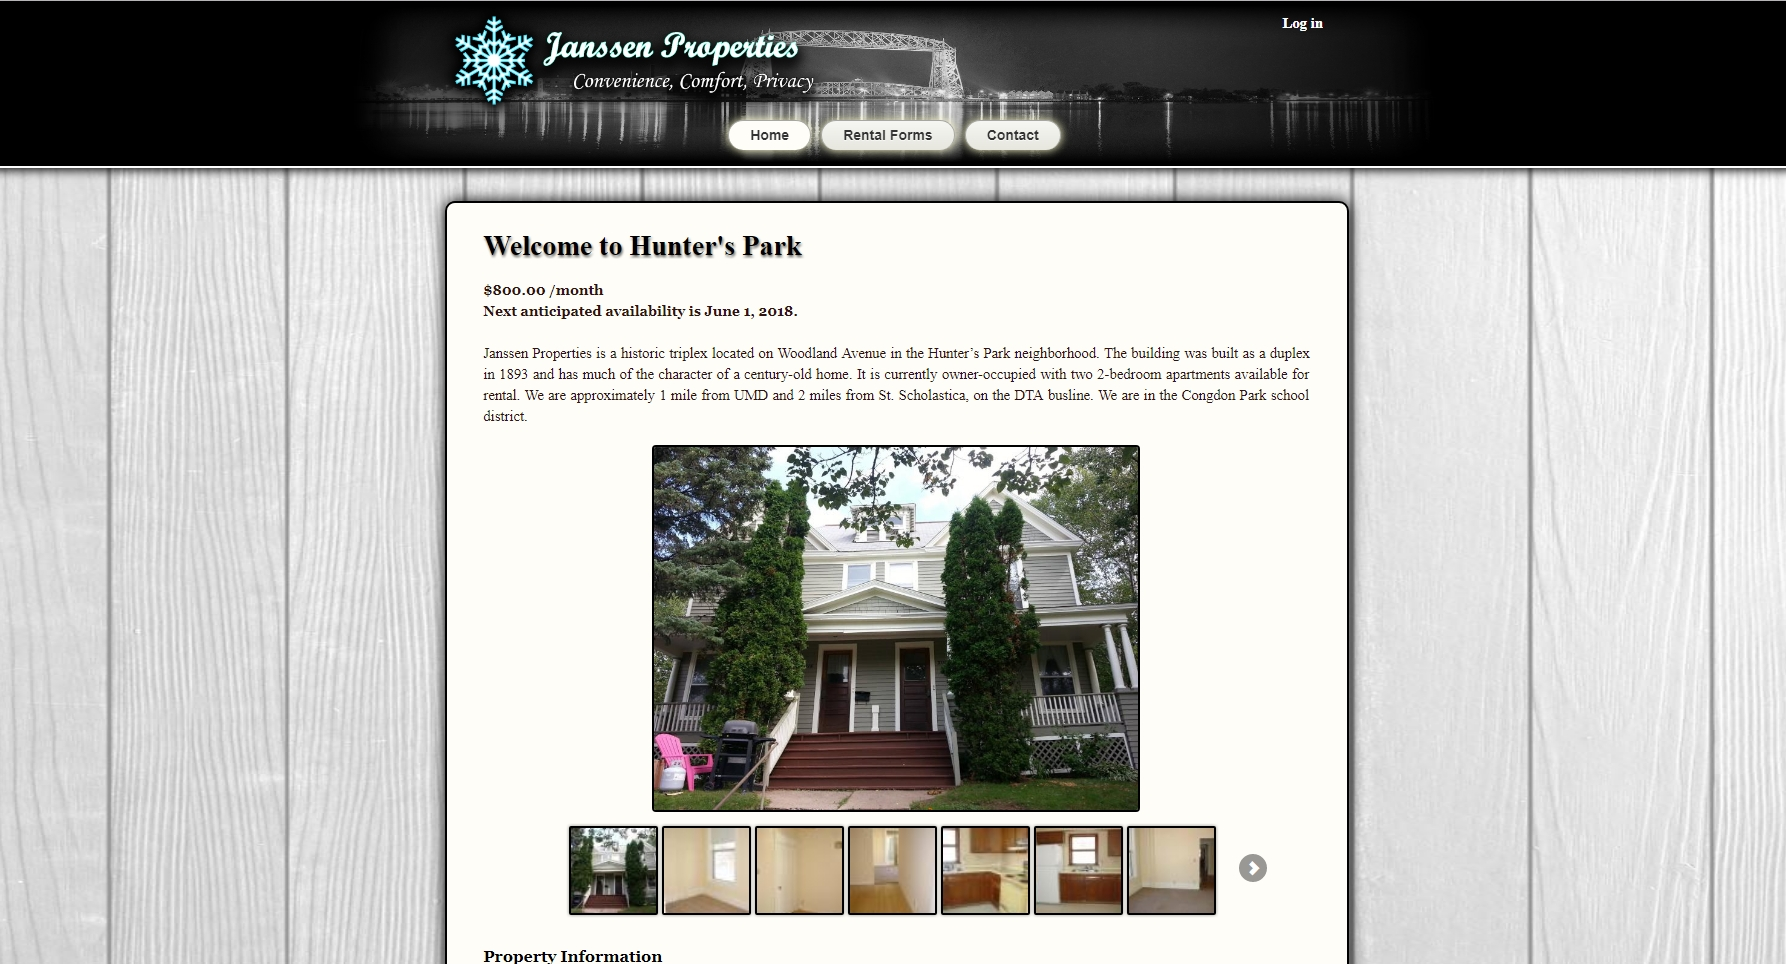 Log in
Janssen Properties
Convenience, Comfort, Privacy
Home
Rental Forms
Contact
Welcome to Hunter's Park
$800.00 /month
Next anticipated availability is June 1, 2018.
Janssen Properties is a historic triplex located on Woodland Avenue in the Hunter’s Park neighborhood. The building was built as a duplex
in 1893 and has much of the character of a century-old home. It is currently owner-occupied with two 2-bedroom apartments available for
rental. We are approximately 1 mile from UMD and 2 miles from St. Scholastica, on the DTA busline. We are in the Congdon Park school
district.
Property Information